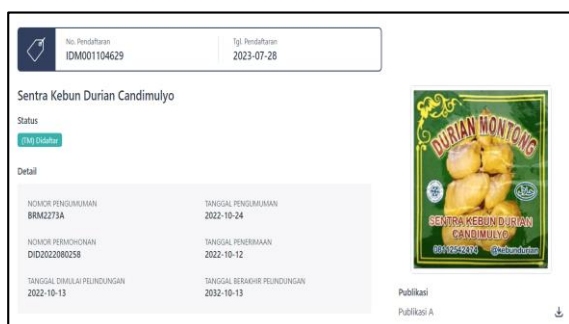 No. Pendaftaran
IDM001104629
Tgl. Pendaftaran
2023-07-28
Sentra Kebun Durian Candimulyo
Status
(TM) Didaftar
Detail
NOMOR PENGUMUMAN
BRM2273A
TANGGAL PENGUMUMAN
2022-10-24
NOMOR PERMOHONAN
DID2022080258
TANGGAL PENERIMAAN
2022-10-12
TANGGAL DIMULAI PELINDUNGAN
2022-10-13
TANGGAL BERAKHIR PELINDUNGAN
2032-10-13
DURIAN MONTONG
SENTRA KEBUN DURIAN
CANDIMULYO
08112542474 @kebundurian
Publikasi
Publikasi A